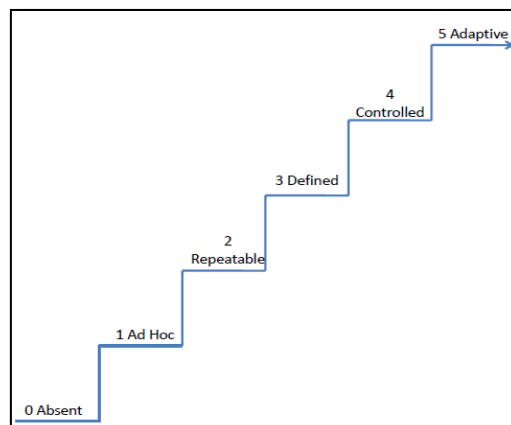 5 Adaptive
4
Controlled
3 Defined
2
Repeatable
1 Ad Hoc
0 Absent